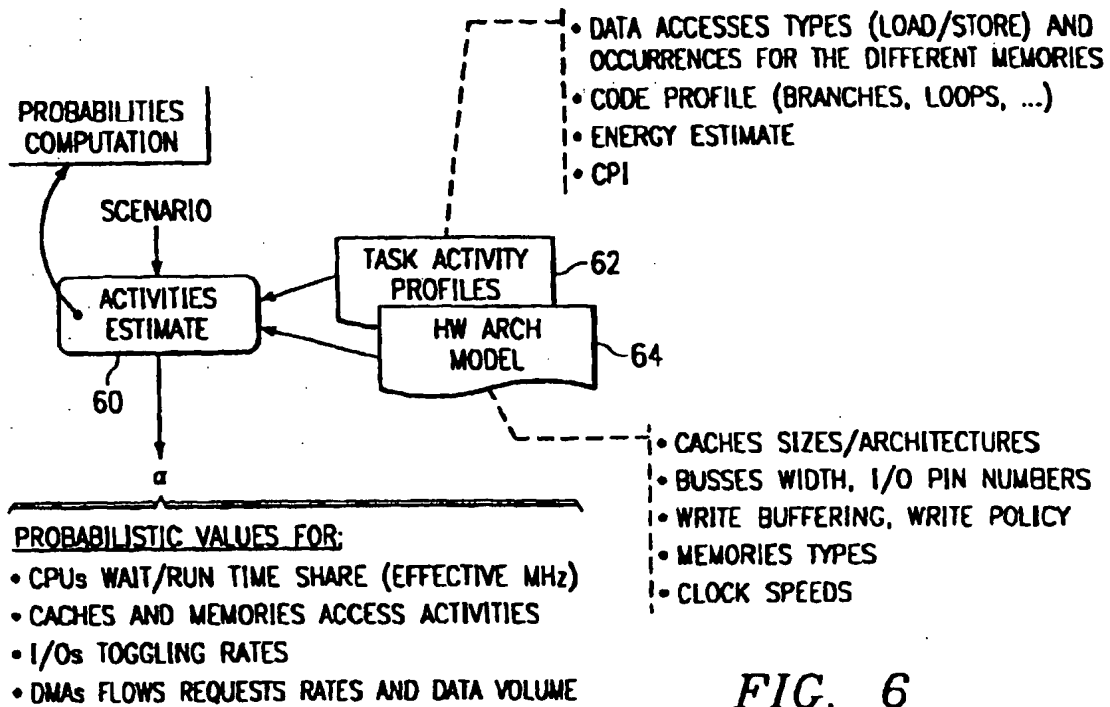 • DATA ACCESSES TYPES (LOAD/STORE) AND
OCCURRENCES FOR THE DIFFERENT MEMORIES
• CODE PROFILE (BRANCHES, LOOPS, ...)
• ENERGY ESTIMATE
• CPI
PROBABILITIES
COMPUTATION
SCENARIO
ACTIVITIES
ESTIMATE
60
TASK ACTIVITY
PROFILES
62
HW ARCH
MODEL
64
α
PROBABILISTIC VALUES FOR:
• CPUs WAIT/RUN TIME SHARE (EFFECTIVE MHz)
• CACHES AND MEMORIES ACCESS ACTIVITIES
• I/Os TOGGLING RATES
• DMAs FLOWS REQUESTS RATES AND DATA VOLUME
• CACHES SIZES/ARCHITECTURES
• BUSSES WIDTH, I/O PIN NUMBERS
• WRITE BUFFERING, WRITE POLICY
• MEMORIES TYPES
• CLOCK SPEEDS
FIG. 6